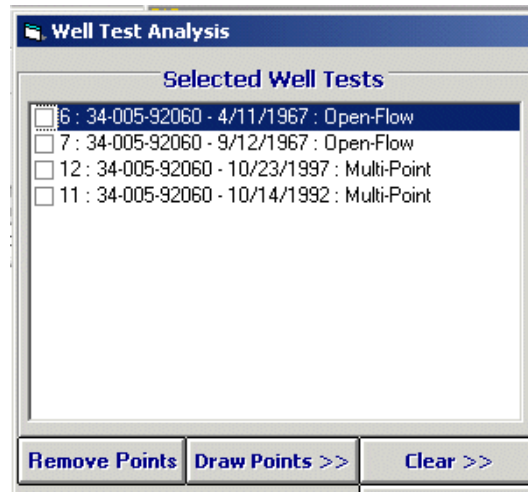 Well Test Analysis
Selected Well Tests
6 : 34-005-92060 - 4/11/1967 : Open-Flow
7 : 34-005-92060 - 9/12/1967 : Open-Flow
12 : 34-005-92060 - 10/23/1997 : Multi-Point
11 : 34-005-92060 - 10/14/1992 : Multi-Point
Remove Points Draw Points >> Clear >>